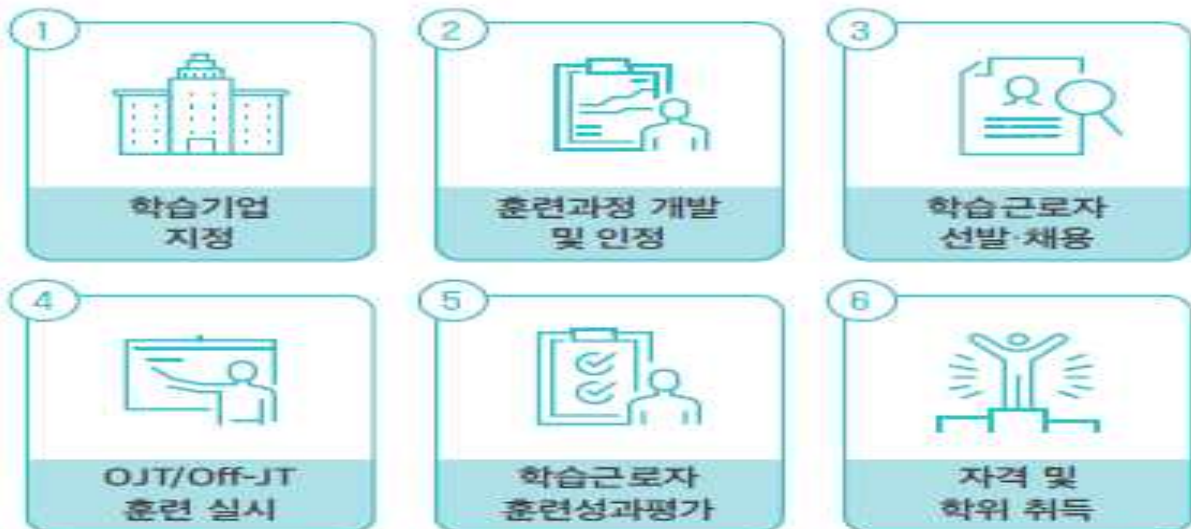 1
학습기업
지정
2
훈련과정 개발
및 인정
3
학습근로자
선발·채용
4
OJT/Off-JT
훈련 실시
5
학습근로자
훈련성과평가
6
자격 및
학위 취득